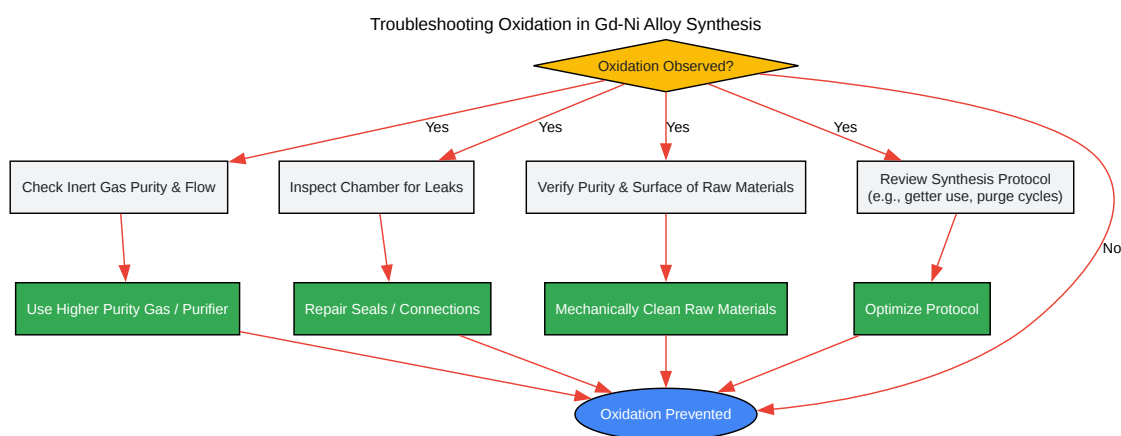 Troubleshooting Oxidation in Gd-Ni Alloy Synthesis
Oxidation Observed?
Yes
Yes
Yes
Yes
Check Inert Gas Purity & Flow
Inspect Chamber for Leaks
Verify Purity & Surface of Raw Materials
Review Synthesis Protocol
(e.g., getter use, purge cycles)
No
Use Higher Purity Gas / Purifier
Repair Seals / Connections
Mechanically Clean Raw Materials
Optimize Protocol
Oxidation Prevented